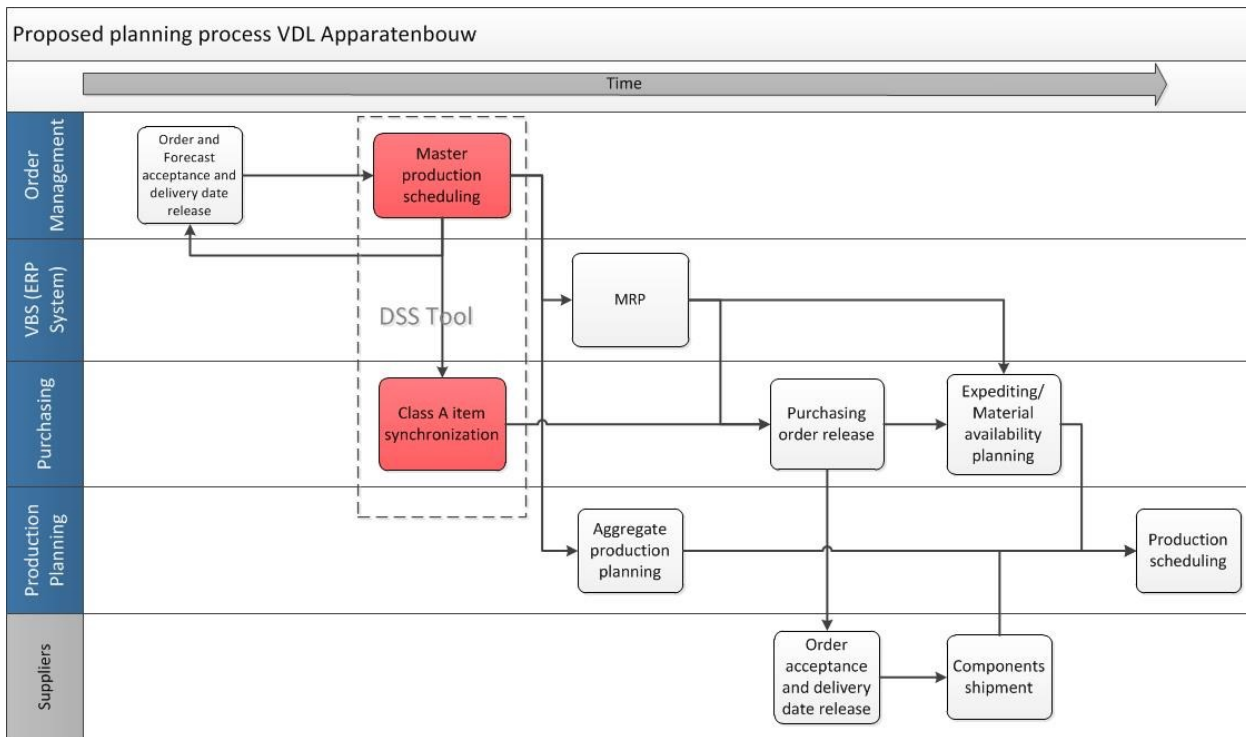 Proposed planning process VDL Apparatenbouw
Time
Order
Management
Order and
Forecast
acceptance and
delivery date
release
Master
production
scheduling
VBS (ERP
System)
DSS Tool
MRP
Purchasing
Class A item
synchronization
Purchasing
order release
Expediting/
Material
availability
planning
Production
Planning
Aggregate
production
planning
Production
scheduling
Suppliers
Order
acceptance
and delivery
date release
Components
shipment